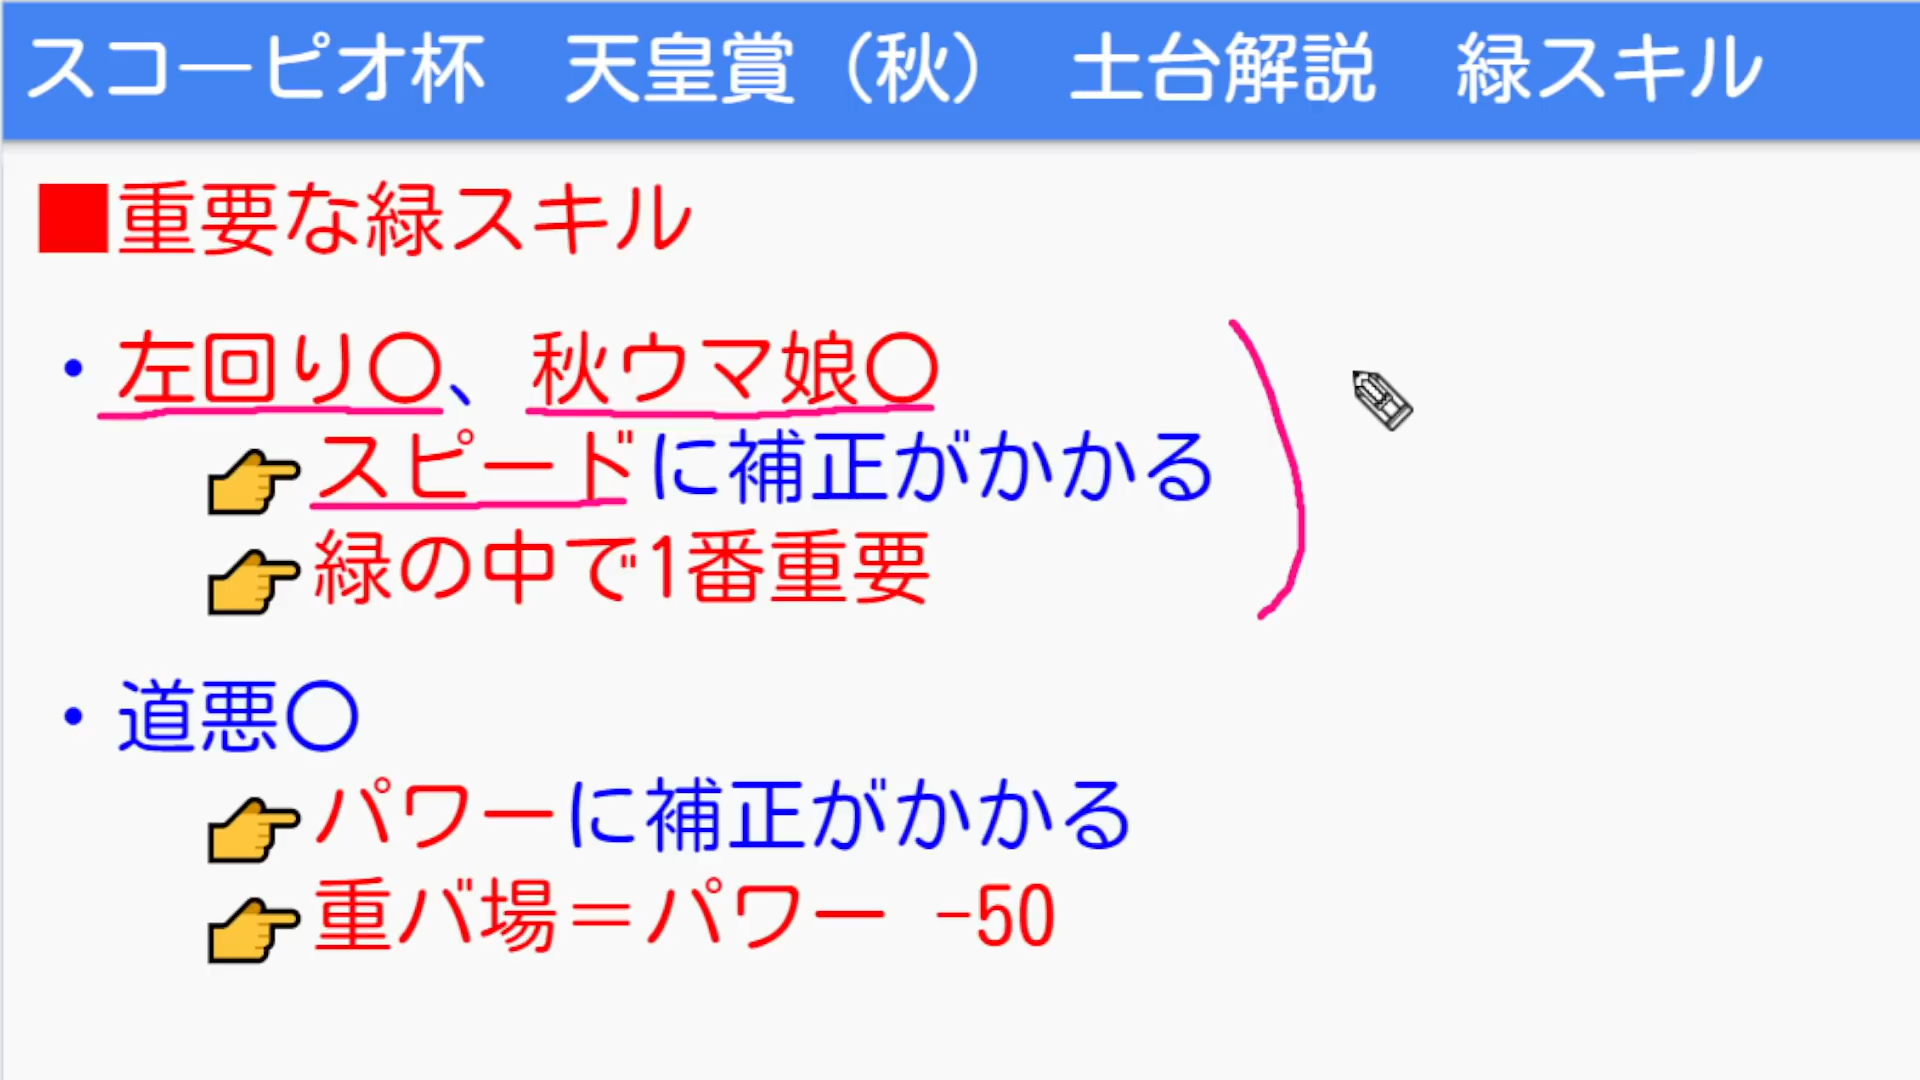 スコーピオ杯　天皇賞（秋）　土台解説　緑スキル
■重要な緑スキル
・左回り〇、秋ウマ娘〇
👉スピードに補正がかかる
👉緑の中で1番重要
・道悪〇
👉パワーに補正がかかる
👉重バ場＝パワー -50